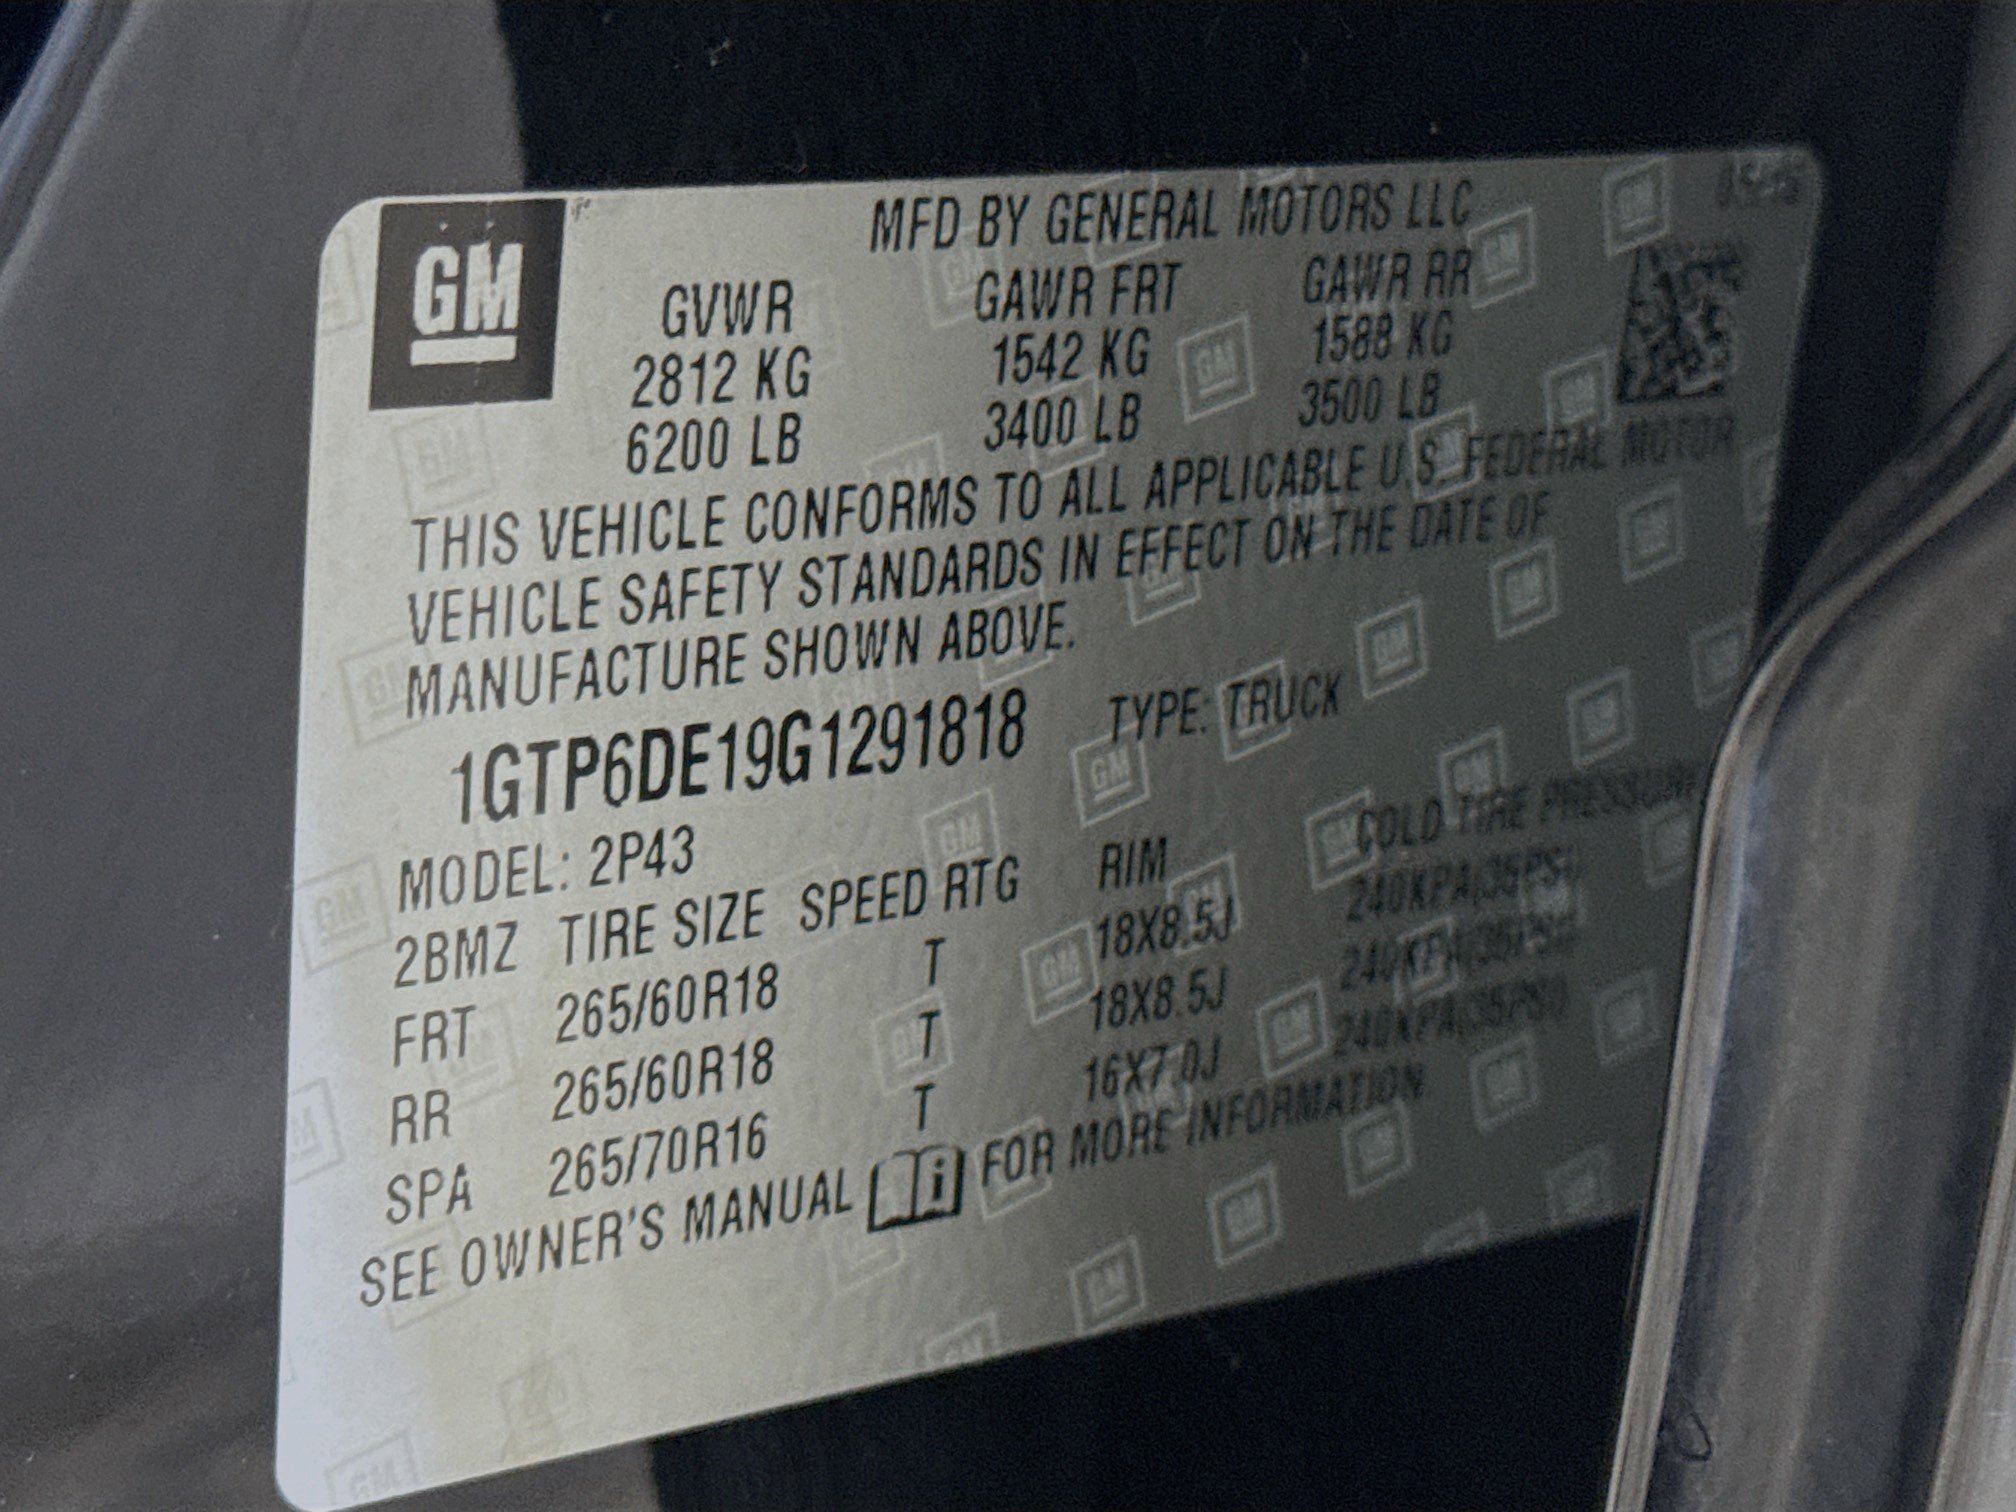 GM
MFD BY GENERAL MOTORS LLC
GVWR GAWR FRT GAWR RR
2812 KG 1542 KG 1588 KG
6200 LB 3400 LB 3500 LB
THIS VEHICLE CONFORMS TO ALL APPLICABLE U.S. FEDERAL MOTOR
VEHICLE SAFETY STANDARDS IN EFFECT ON THE DATE OF
MANUFACTURE SHOWN ABOVE.
1GTP6DE19G1291818 TYPE: TRUCK
MODEL: 2P43
2BMZ TIRE SIZE SPEED RTG RIM COLD TIRE PRESSURE
FRT 265/60R18 T 18X8.5J 240KPA(35PSI)
RR 265/60R18 T 18X8.5J 240KPA(35PSI)
SPA 265/70R16 T 16X7.0J 240KPA(35PSI)
SEE OWNER'S MANUAL FOR MORE INFORMATION.